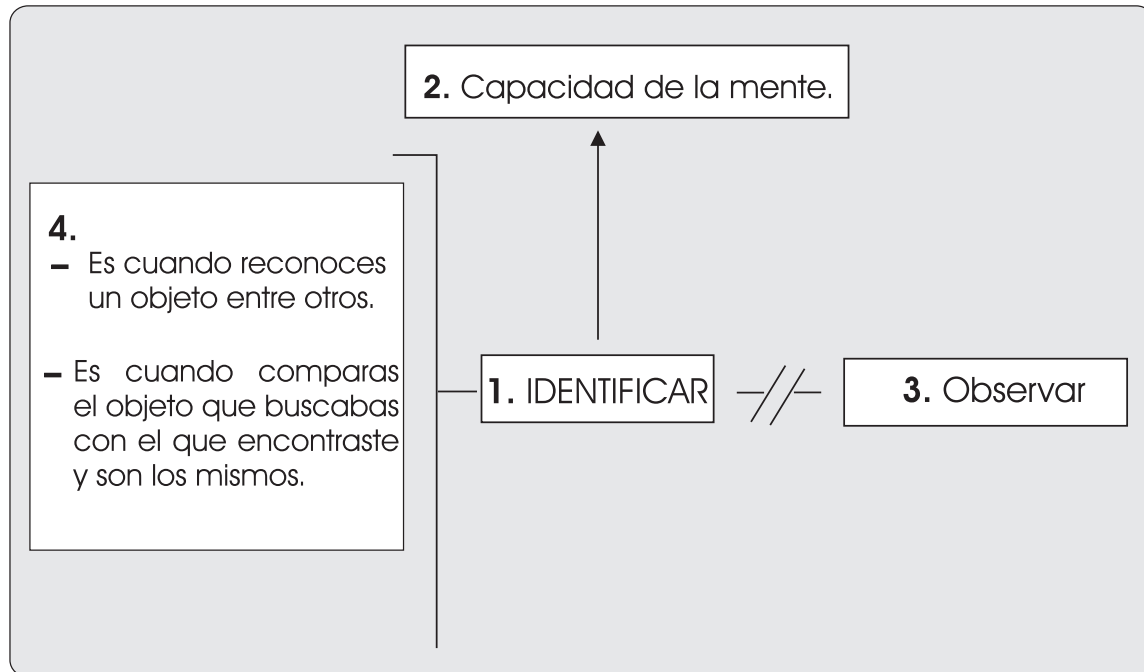 2. Capacidad de la mente.
4.
– Es cuando reconoces
un objeto entre otros.
– Es cuando comparas
el objeto que buscabas
con el que encontraste
y son los mismos.
1. IDENTIFICAR
3. Observar